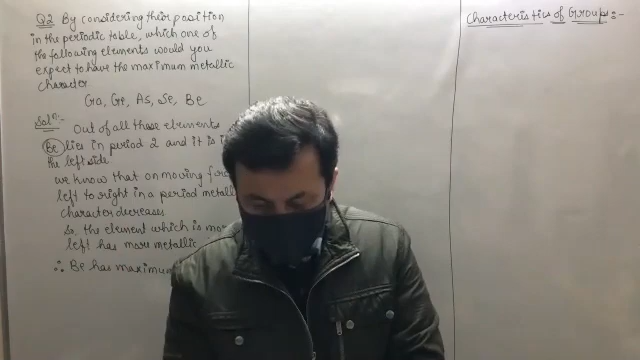 Q2 By considering their position
in the periodic table, which one of
the following elements would you
expect to have the maximum metallic
character.
Ga, Ge, As, Se, Be
Soln:-
Out of all these elements
Be lies in period 2 and it is
the left side.
we know that on moving
left to right in a period
character decreases.
So, the element which is
left has more metallic
∴ Be has maximum
Characteristics of Groups:-